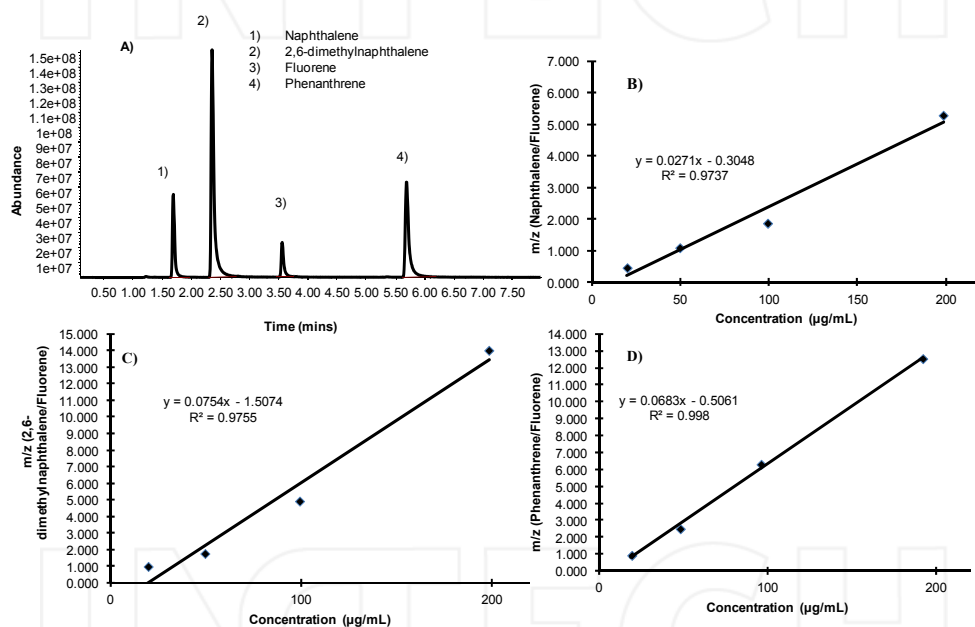 A)
2)
1) Naphthalene
2) 2,6-dimethylnaphthalene
3) Fluorene
4) Phenanthrene
1.5e+08
1.4e+08
1.3e+08
1.2e+08
1.1e+08
1e+08
9e+07
8e+07
7e+07
6e+07
5e+07
4e+07
3e+07
2e+07
1e+07
Abundance
1)
3)
4)
0.50 1.00 1.50 2.00 2.50 3.00 3.50 4.00 4.50 5.00 5.50 6.00 6.50 7.00 7.50
Time (mins)
B)
7.000
6.000
5.000
4.000
3.000
2.000
1.000
0.000
m/z (Naphthalene/Fluorene)
y = 0.0271x - 0.3048
R² = 0.9737
0 50 100 150 200
Concentration (µg/mL)
C)
15.000
14.000
13.000
12.000
11.000
10.000
9.000
8.000
7.000
6.000
5.000
4.000
3.000
2.000
1.000
0.000
m/z (2,6-
dimethylnaphthalene/Fluorene)
y = 0.0754x - 1.5074
R² = 0.9755
0 100 200
Concentration (µg/mL)
D)
14.000
13.000
12.000
11.000
10.000
9.000
8.000
7.000
6.000
5.000
4.000
3.000
2.000
1.000
0.000
m/z (Phenanthrene/Fluorene)
y = 0.0683x - 0.5061
R² = 0.998
0 100 200
Concentration (µg/mL)